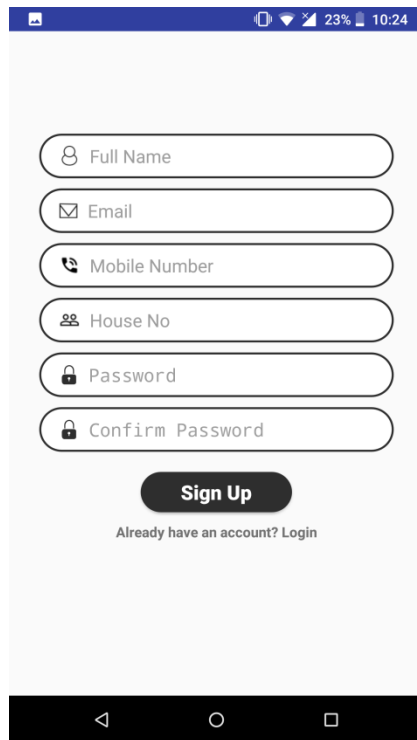 23% 10:24
Full Name
Email
Mobile Number
House No
Password
Confirm Password
Sign Up
Already have an account? Login